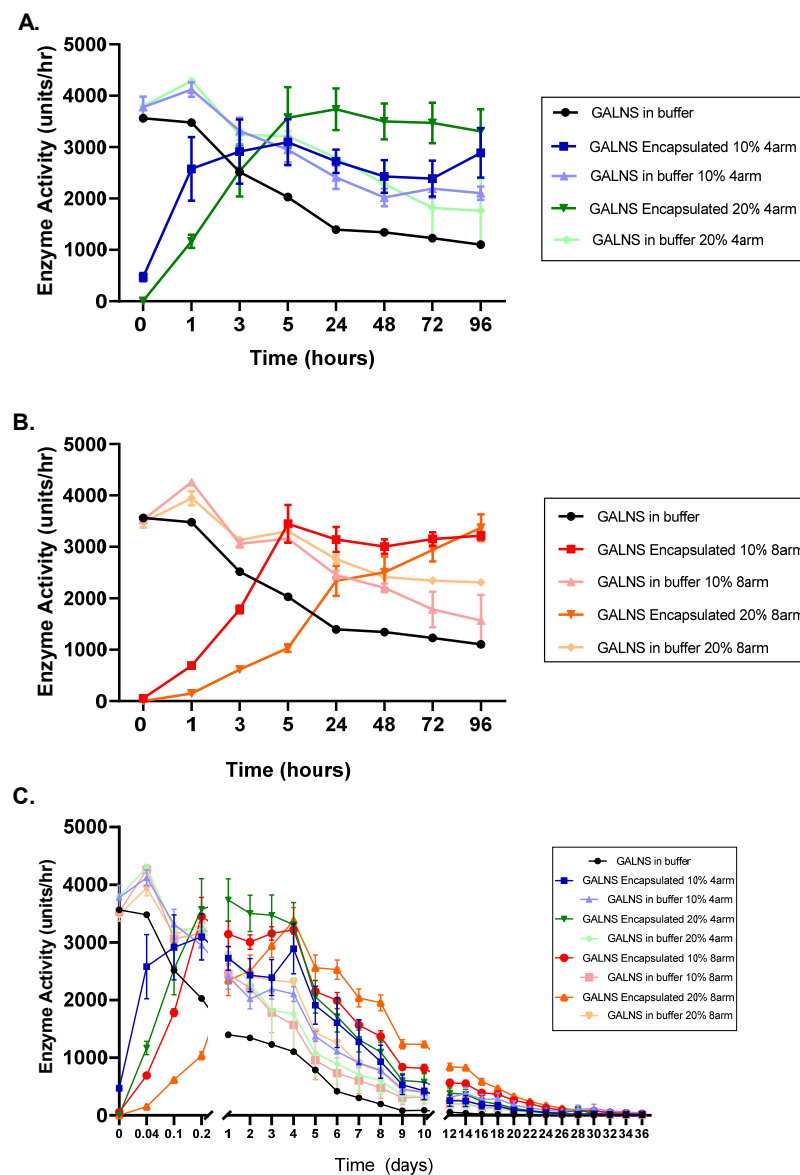 A.
5000
4000
3000
2000
1000
0
Enzyme Activity (units/hr)
0 1 3 5 24 48 72 96
Time (hours)
GALNS in buffer
GALNS Encapsulated 10% 4arm
GALNS in buffer 10% 4arm
GALNS Encapsulated 20% 4arm
GALNS in buffer 20% 4arm
B.
5000
4000
3000
2000
1000
0
Enzyme Activity (units/hr)
0 1 3 5 24 48 72 96
Time (hours)
GALNS in buffer
GALNS Encapsulated 10% 8arm
GALNS in buffer 10% 8arm
GALNS Encapsulated 20% 8arm
GALNS in buffer 20% 8arm
C.
5000
4000
3000
2000
1000
0
Enzyme Activity (units/hr)
0 0.04 0.1 0.2 1 2 3 4 5 6 7 8 9 10 12 14 16 18 20 22 24 26 28 30 32 34 36
Time (days)
GALNS in buffer
GALNS Encapsulated 10% 4arm
GALNS in buffer 10% 4arm
GALNS Encapsulated 20% 4arm
GALNS in buffer 20% 4arm
GALNS Encapsulated 10% 8arm
GALNS in buffer 10% 8arm
GALNS Encapsulated 20% 8arm
GALNS in buffer 20% 8arm